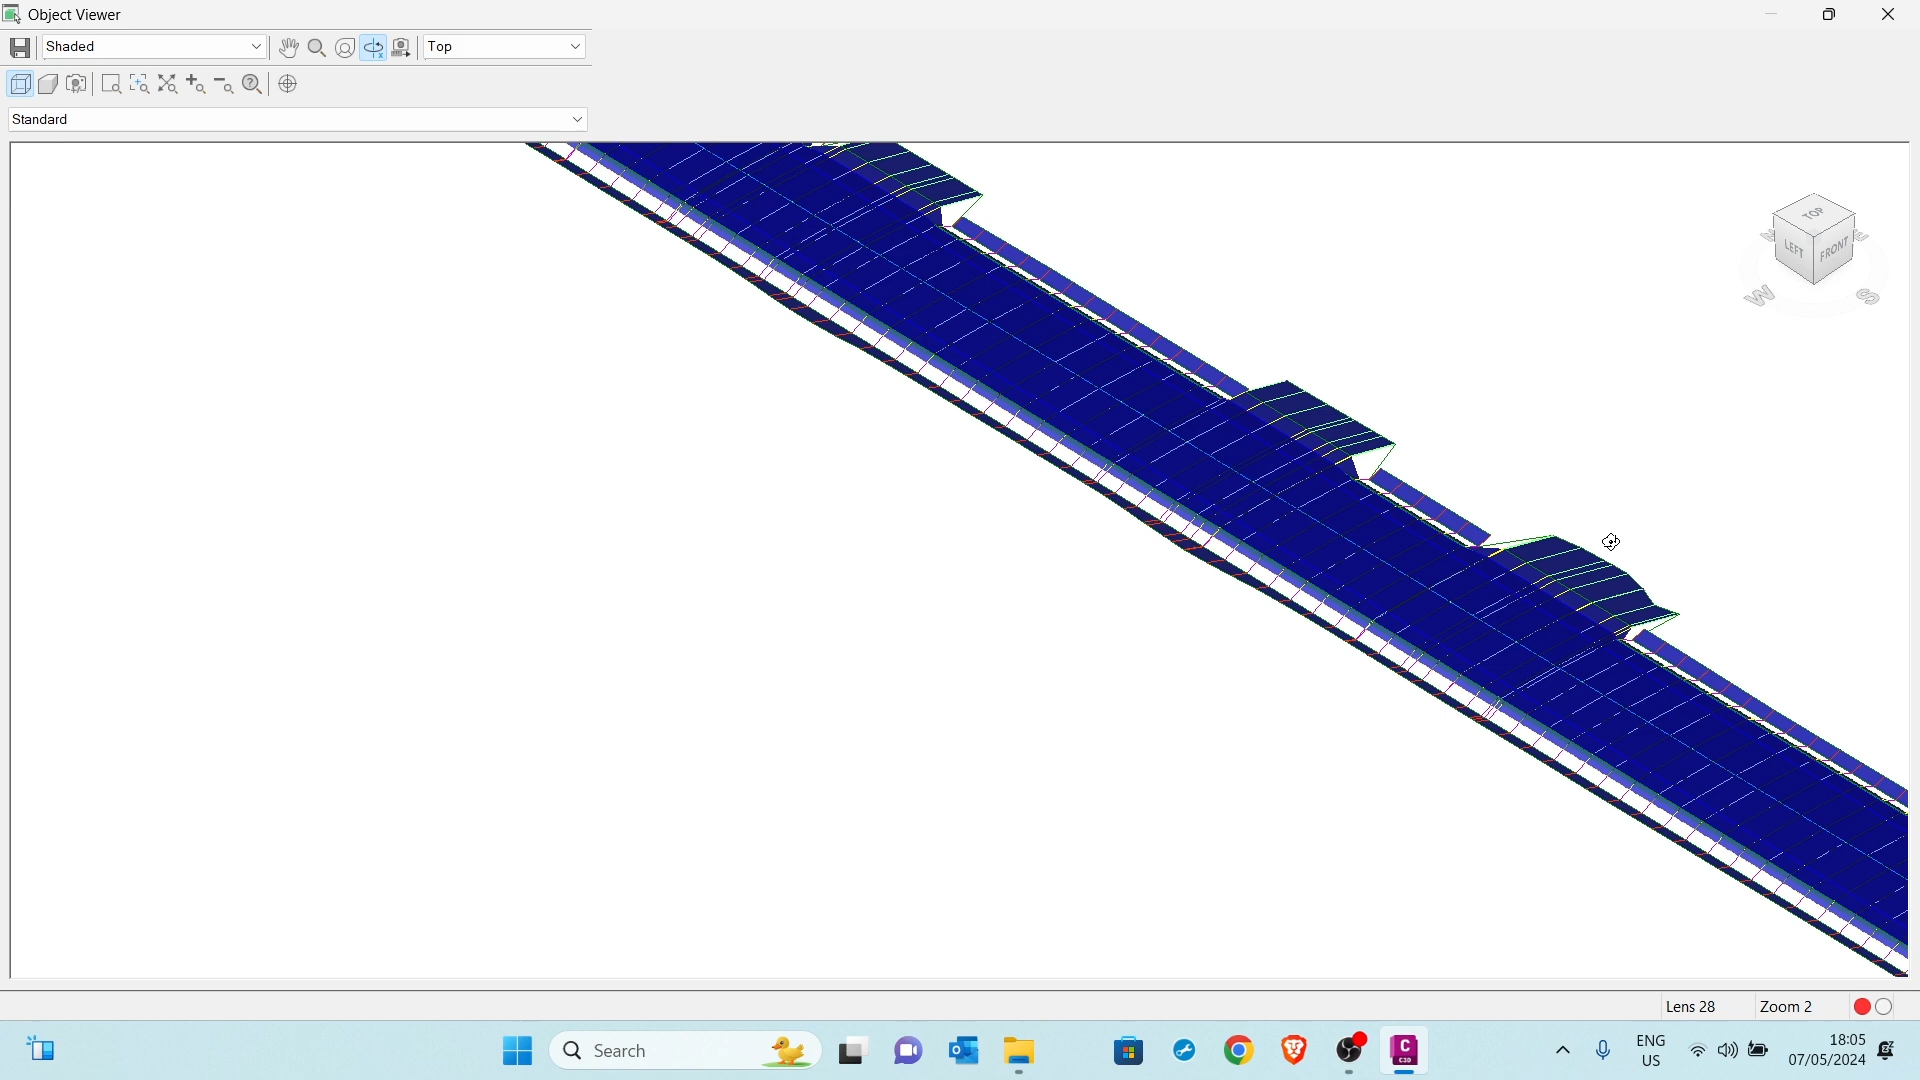 Object Viewer
Shaded
Top
Standard
TOP
LEFT
FRONT
W
S
Lens 28
Zoom 2
Search
C
C3D
ENG
US
18:05
07/05/2024